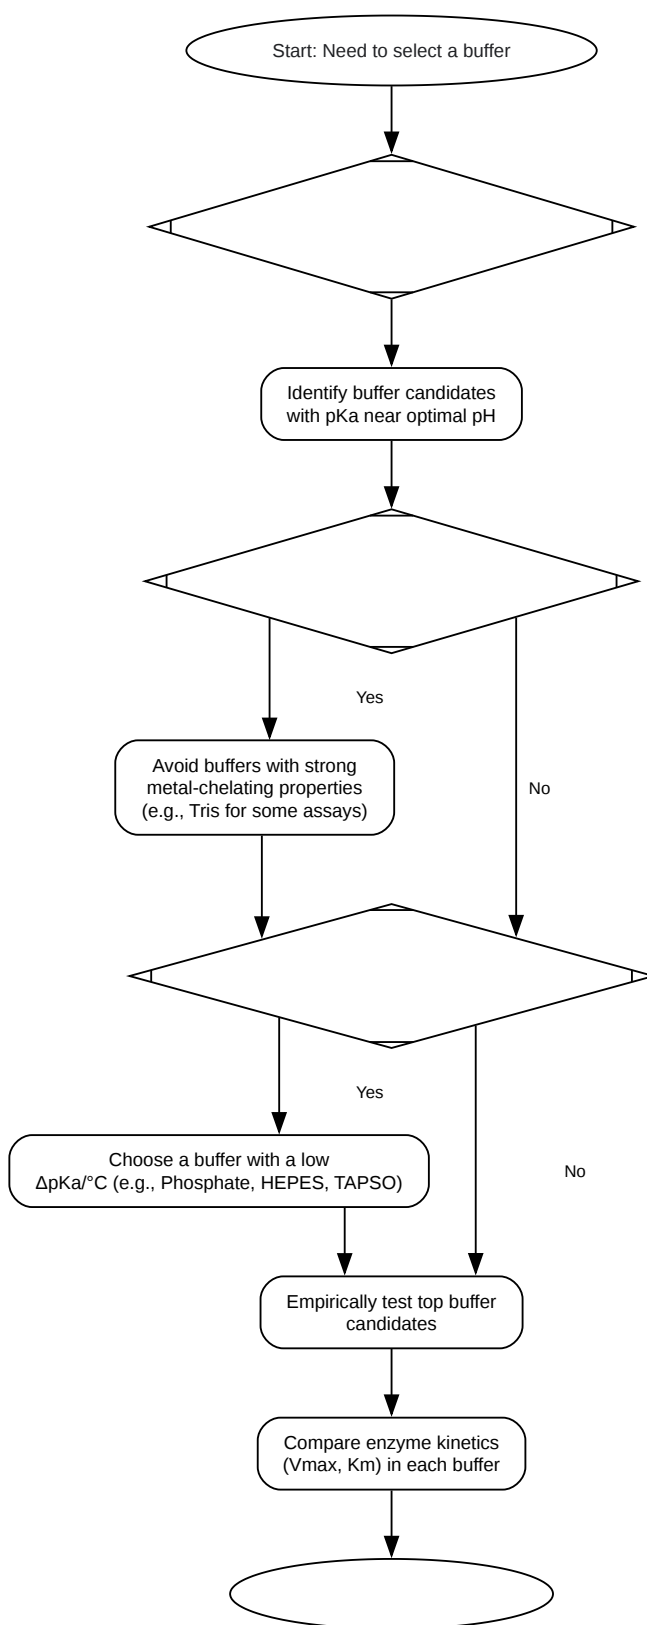 Start: Need to select a buffer
Identify buffer candidates
with pKa near optimal pH
Yes
Avoid buffers with strong
metal-chelating properties
(e.g., Tris for some assays)
No
Yes
Choose a buffer with a low
ΔpKa/°C (e.g., Phosphate, HEPES, TAPSO)
No
Empirically test top buffer
candidates
Compare enzyme kinetics
(Vmax, Km) in each buffer